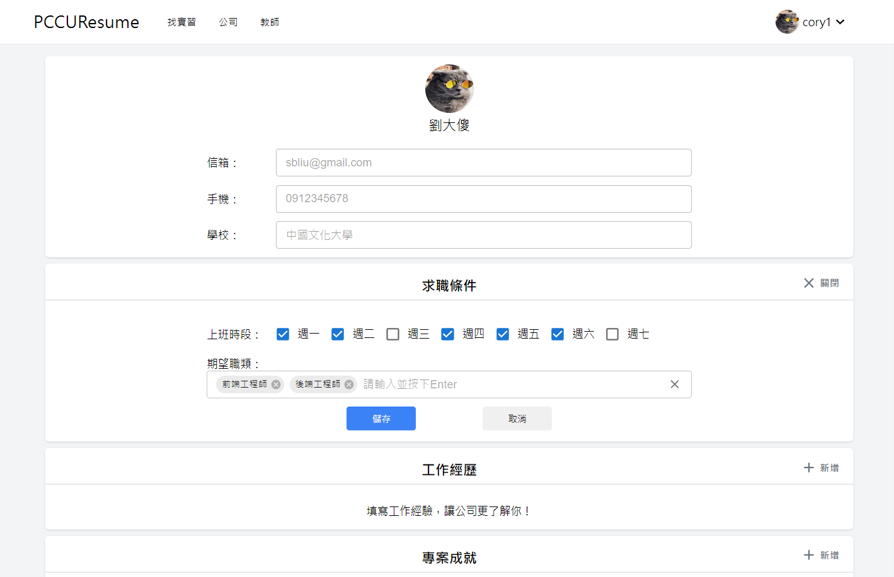 PCCUResume 找實習 公司 教師 cory1
劉大傻
信箱： sbliu@gmail.com
手機： 0912345678
學校： 中國文化大學
求職條件 關閉
上班時段： 週一 週二 週三 週四 週五 週六 週七
期望職類：
前端工程師 後端工程師 請輸入並按下Enter
儲存 取消
工作經歷 新增
填寫工作經驗，讓公司更了解你！
專案成就 新增